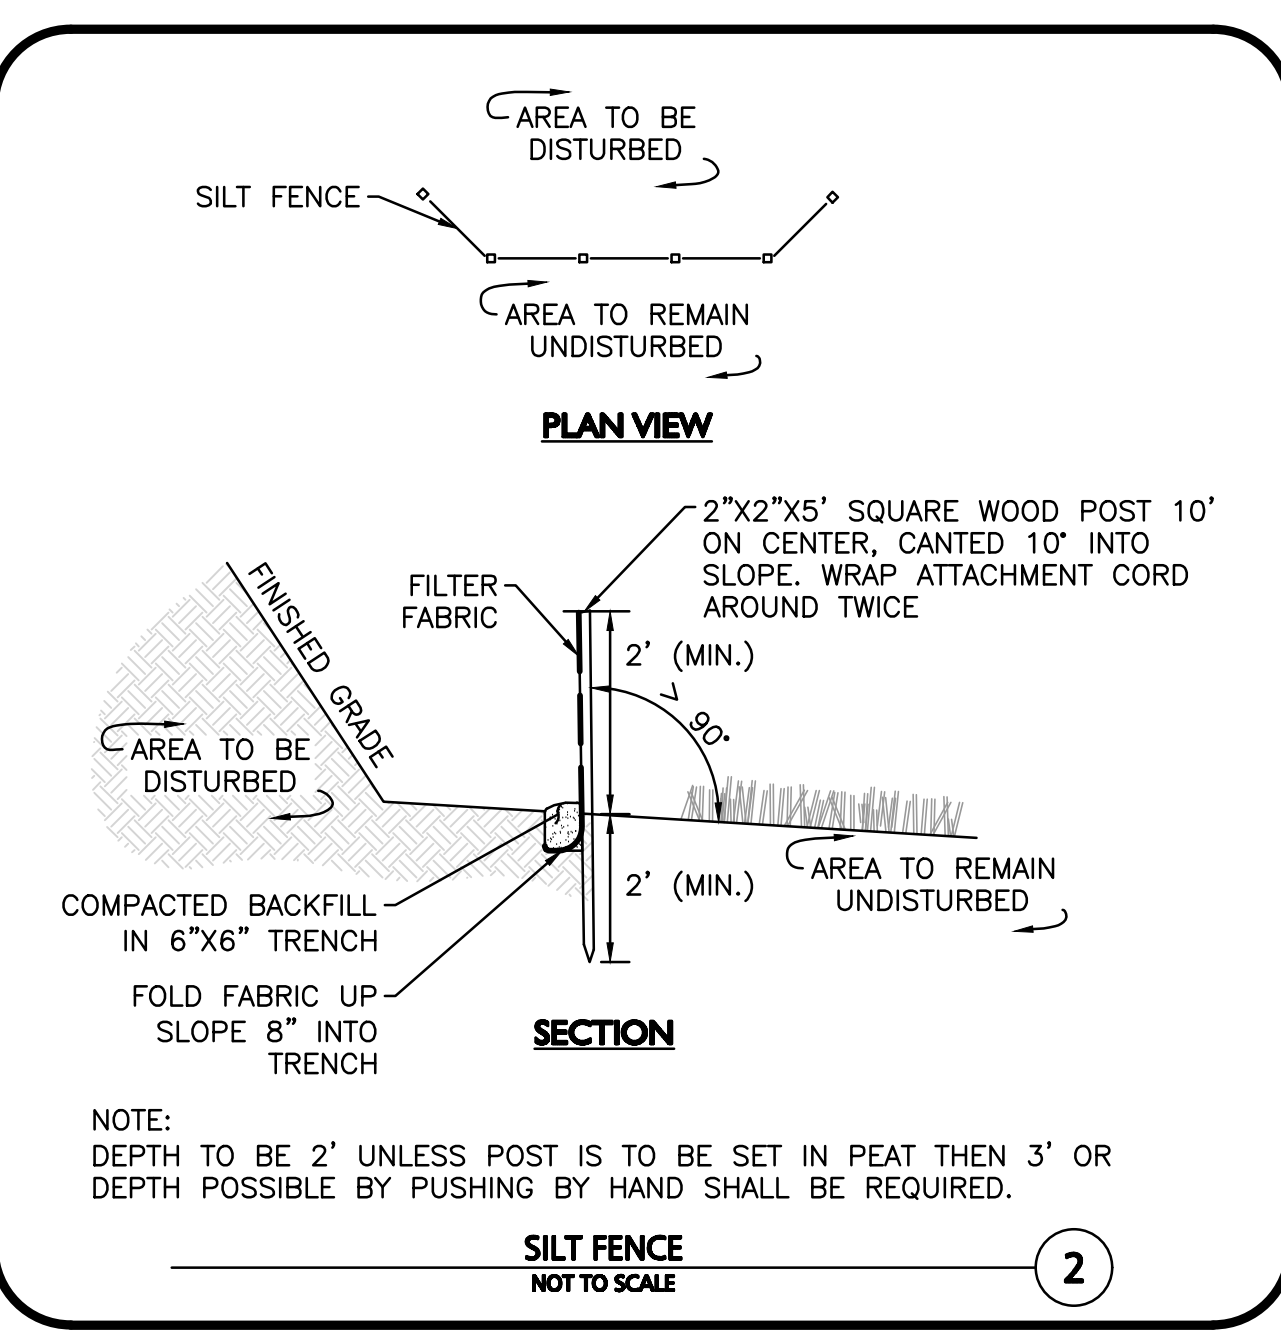 AREA TO BE
DISTURBED
SILT FENCE
AREA TO REMAIN
UNDISTURBED
PLAN VIEW
2”X2”X5’ SQUARE WOOD POST 10’
ON CENTER, CANTED 10° INTO
SLOPE. WRAP ATTACHMENT CORD
AROUND TWICE
FILTER
FABRIC
FINISHED GRADE
2’ (MIN.)
> 90°
AREA TO BE
DISTURBED
AREA TO REMAIN
UNDISTURBED
2’ (MIN.)
COMPACTED BACKFILL
IN 6”X6” TRENCH
FOLD FABRIC UP
SLOPE 8” INTO
TRENCH
SECTION
NOTE:
DEPTH TO BE 2’ UNLESS POST IS TO BE SET IN PEAT THEN 3’ OR
DEPTH POSSIBLE BY PUSHING BY HAND SHALL BE REQUIRED.
SILT FENCE
NOT TO SCALE
2